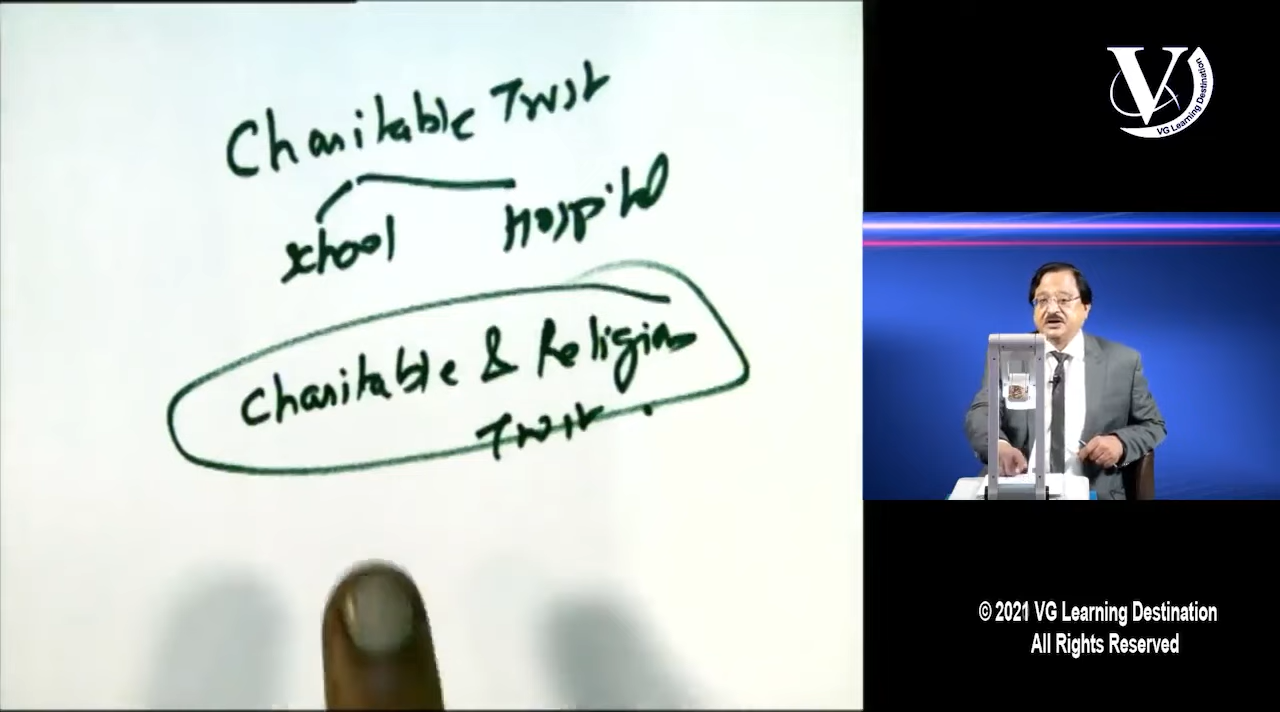 Charitable Trust
School Hospital
Charitable & Religious
Trust
V
VG Learning Destination
© 2021 VG Learning Destination
All Rights Reserved